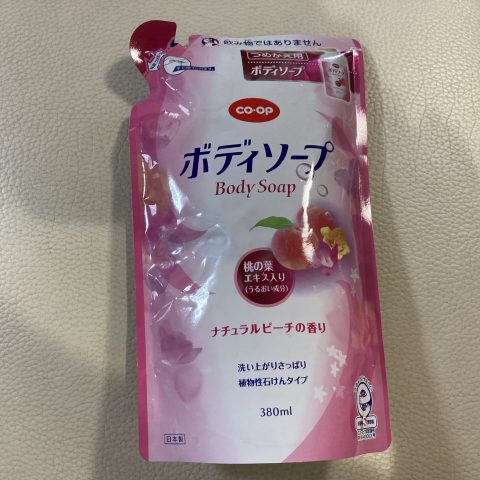 飲み物ではありません
つめかえ用
ボディソープ
CO·OP
ボディソープ
Body Soap
桃の葉
エキス入り
(うるおい成分)
ナチュラルピーチの香り
洗い上がりさっぱり
植物性石けんタイプ
380ml
日本製